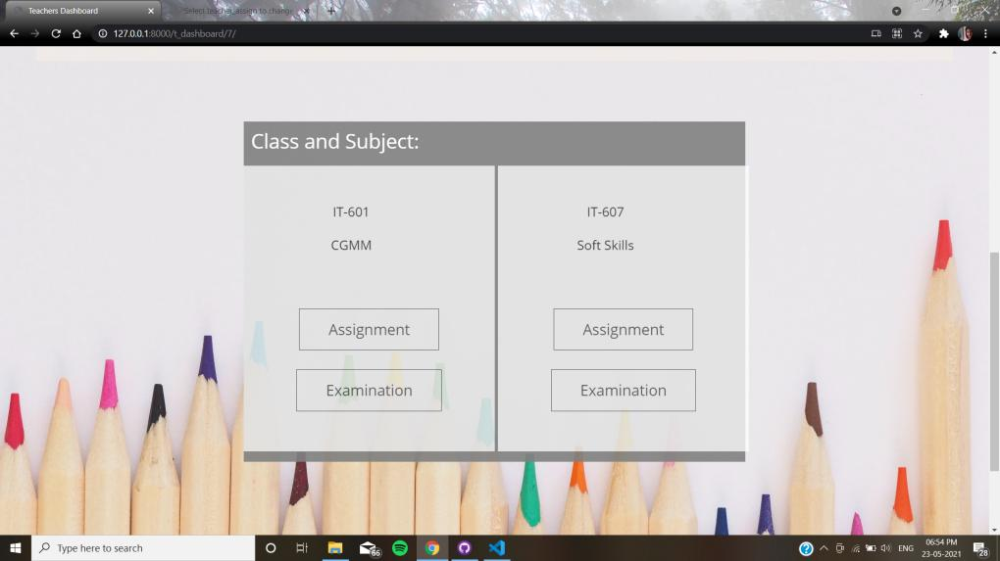 Teachers Dashboard
Select teacher_assign to change
127.0.0.1:8000/t_dashboard/7/
Class and Subject:
IT-601
CGMM
Assignment
Examination
IT-607
Soft Skills
Assignment
Examination
Type here to search
66
ENG
06:54 PM
23-05-2021
28